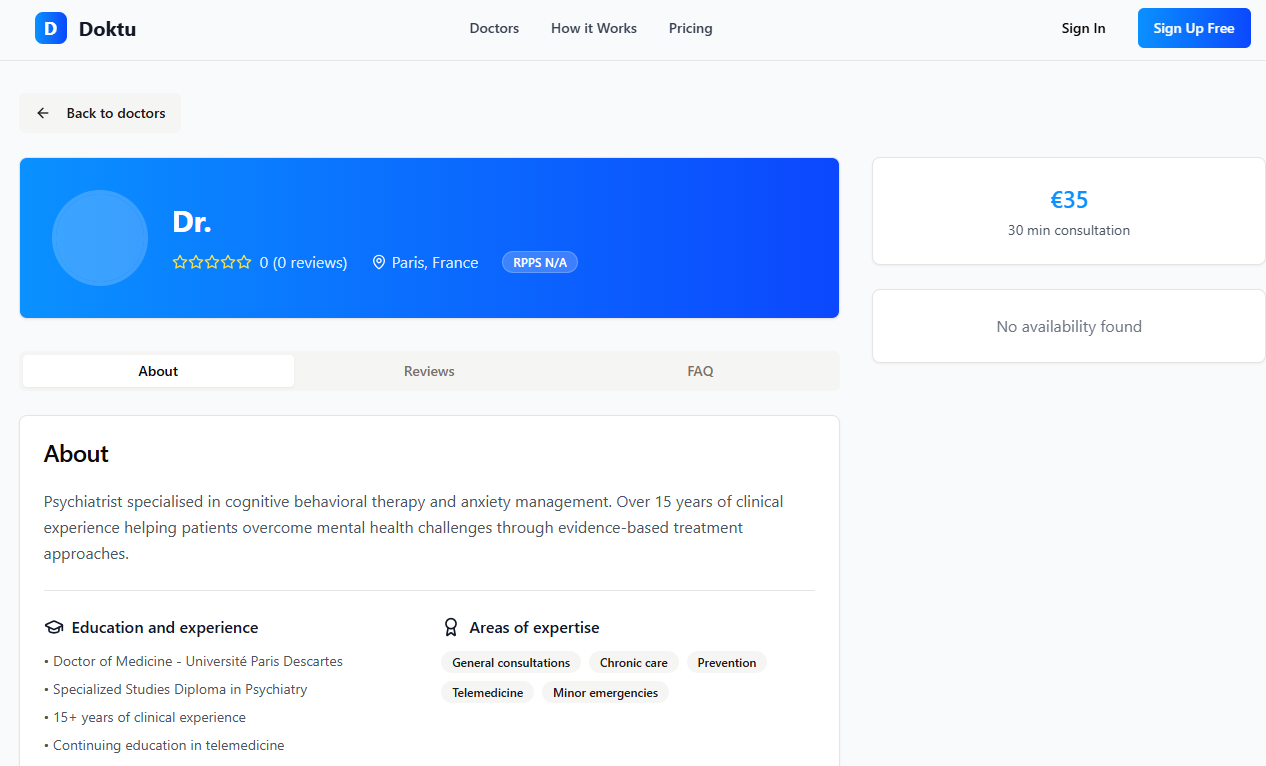 D Doktu Doctors How it Works Pricing Sign In Sign Up Free
Back to doctors
Dr.
0 (0 reviews) Paris, France RPPS N/A
€35
30 min consultation
No availability found
About Reviews FAQ
About
Psychiatrist specialised in cognitive behavioral therapy and anxiety management. Over 15 years of clinical
experience helping patients overcome mental health challenges through evidence-based treatment
approaches.
Education and experience
• Doctor of Medicine - Université Paris Descartes
• Specialized Studies Diploma in Psychiatry
• 15+ years of clinical experience
• Continuing education in telemedicine
Areas of expertise
General consultations Chronic care Prevention
Telemedicine Minor emergencies